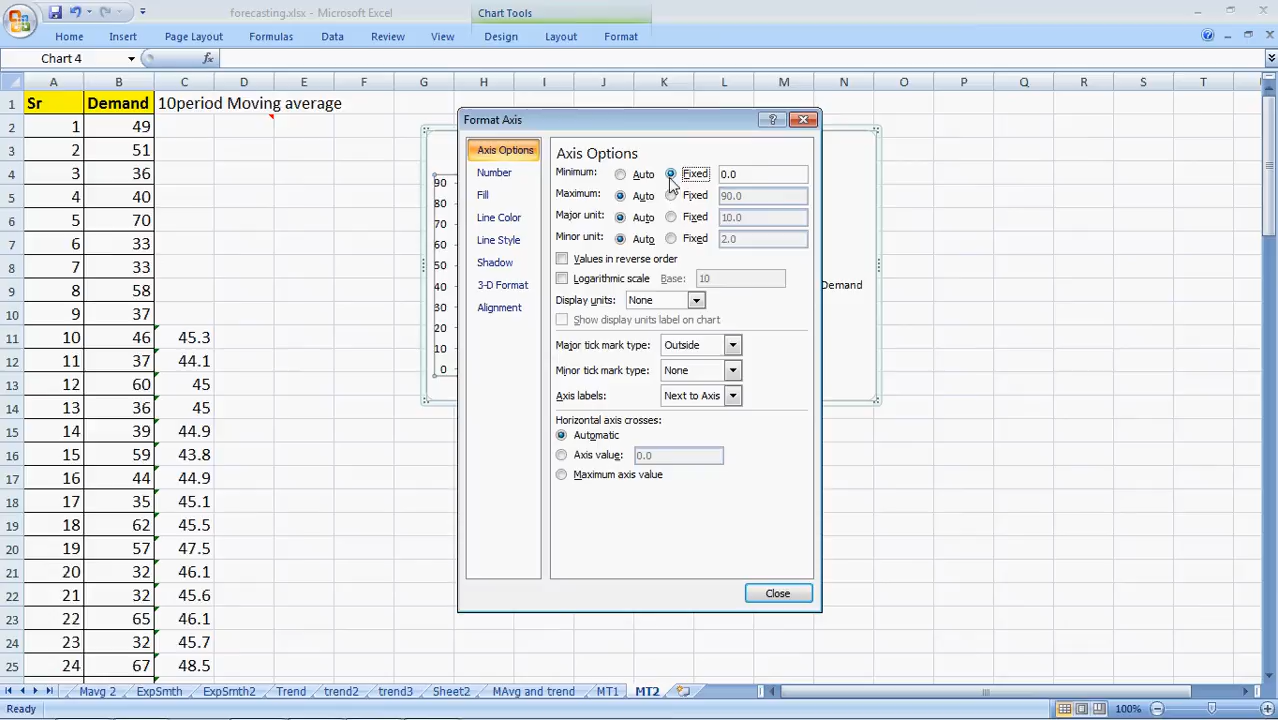 forecasting.xlsx - Microsoft Excel
Chart Tools
Home Insert Page Layout Formulas Data Review View Design Layout Format
Chart 4 fx
A B C D E F G H I J K L M N O P Q R S T
1 Sr Demand 10period Moving average
2 1 49
3 2 51
4 3 36
5 4 40
6 5 70
7 6 33
8 7 33
9 8 58
10 9 37
11 10 46 45.3
12 11 37 44.1
13 12 60 45
14 13 36 45
15 14 39 44.9
16 15 59 43.8
17 16 44 44.9
18 17 35 45.1
19 18 62 45.5
20 19 57 47.5
21 20 32 46.1
22 21 32 45.6
23 22 65 46.1
24 23 32 45.7
25 24 67 48.5
90
80
70
60
50
40
30
20
10
0
Demand
Format Axis
Axis Options
Number
Fill
Line Color
Line Style
Shadow
3-D Format
Alignment
Axis Options
Minimum: Auto Fixed 0.0
Maximum: Auto Fixed 90.0
Major unit: Auto Fixed 10.0
Minor unit: Auto Fixed 2.0
Values in reverse order
Logarithmic scale Base: 10
Display units: None
Show display units label on chart
Major tick mark type: Outside
Minor tick mark type: None
Axis labels: Next to Axis
Horizontal axis crosses:
Automatic
Axis value: 0.0
Maximum axis value
Close
Mavg 2 ExpSmth ExpSmth2 Trend trend2 trend3 Sheet2 MAvg and trend MT1 MT2
Ready 100%